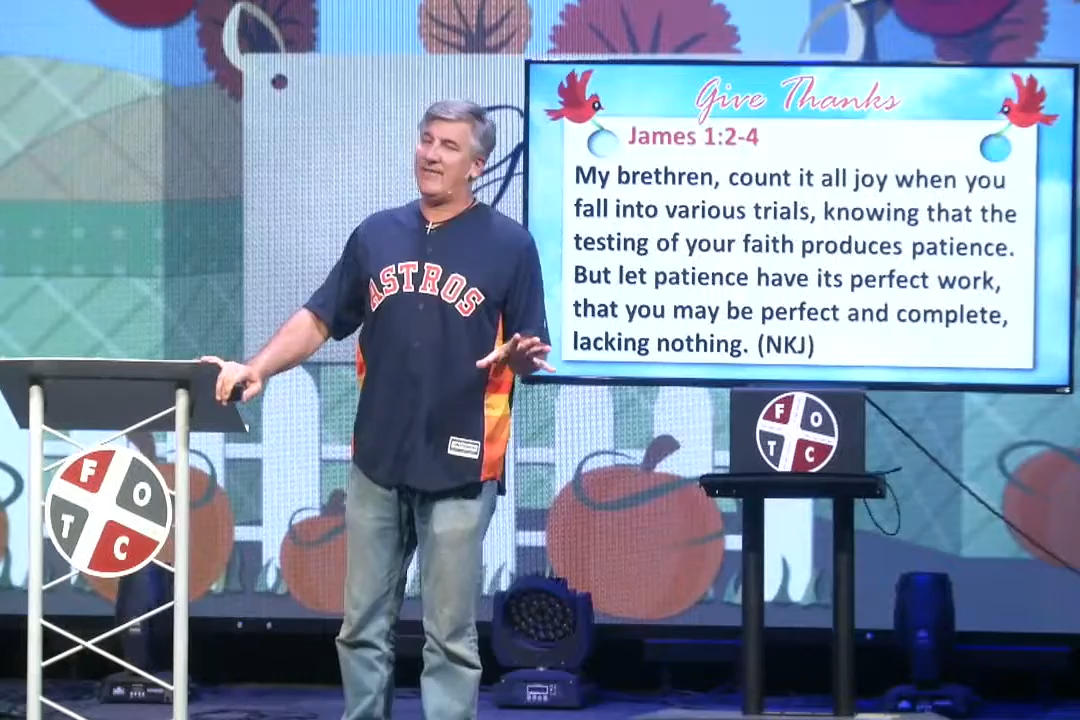 Give Thanks
James 1:2-4
My brethren, count it all joy when you
fall into various trials, knowing that the
testing of your faith produces patience.
But let patience have its perfect work,
that you may be perfect and complete,
lacking nothing. (NKJ)
ASTROS
F O
T C
F O
T C